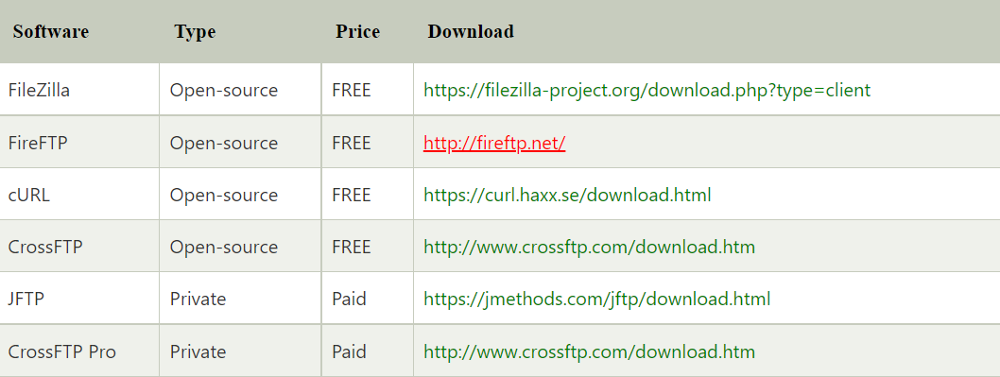 Software Type Price Download
FileZilla Open-source FREE https://filezilla-project.org/download.php?type=client
FireFTP Open-source FREE http://fireftp.net/
cURL Open-source FREE https://curl.haxx.se/download.html
CrossFTP Open-source FREE http://www.crossftp.com/download.htm
JFTP Private Paid https://jmethods.com/jftp/download.html
CrossFTP Pro Private Paid http://www.crossftp.com/download.htm